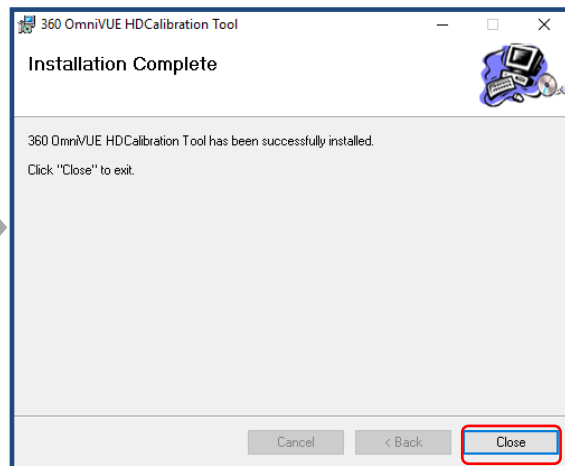 360 OmniVUE HDCalibration Tool
Installation Complete
360 OmniVUE HDCalibration Tool has been successfully installed.
Click "Close" to exit.
Cancel
< Back
Close